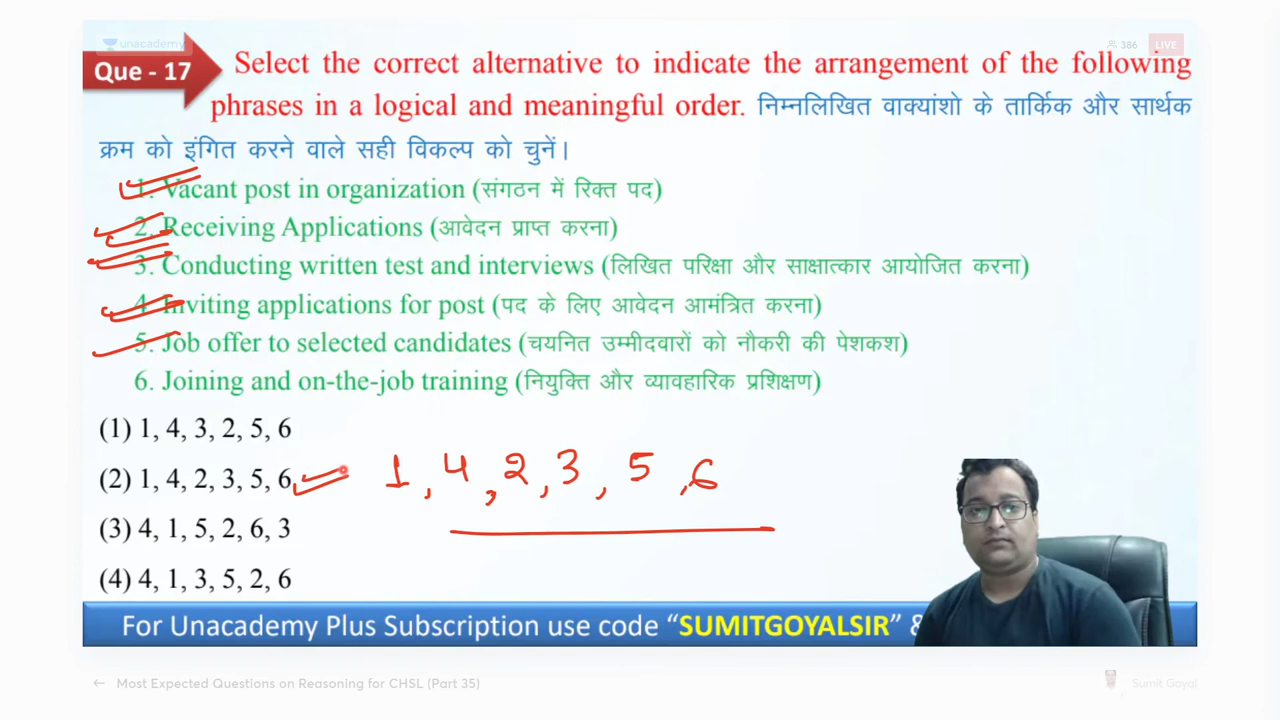 unacademy
386
LIVE
Que - 17
Select the correct alternative to indicate the arrangement of the following
phrases in a logical and meaningful order. निम्नलिखित वाक्यांशो के तार्किक और सार्थक
क्रम को इंगित करने वाले सही विकल्प को चुनें।
1. Vacant post in organization (संगठन में रिक्त पद)
2. Receiving Applications (आवेदन प्राप्त करना)
3. Conducting written test and interviews (लिखित परिक्षा और साक्षात्कार आयोजित करना)
4. Inviting applications for post (पद के लिए आवेदन आमंत्रित करना)
5. Job offer to selected candidates (चयनित उम्मीदवारों को नौकरी की पेशकश)
6. Joining and on-the-job training (नियुक्ति और व्यावहारिक प्रशिक्षण)
(1) 1, 4, 3, 2, 5, 6
(2) 1, 4, 2, 3, 5, 6
1, 4, 2, 3, 5, 6
(3) 4, 1, 5, 2, 6, 3
(4) 4, 1, 3, 5, 2, 6
For Unacademy Plus Subscription use code “SUMITGOYALSIR” &
Most Expected Questions on Reasoning for CHSL (Part 35)
Sumit Goyal